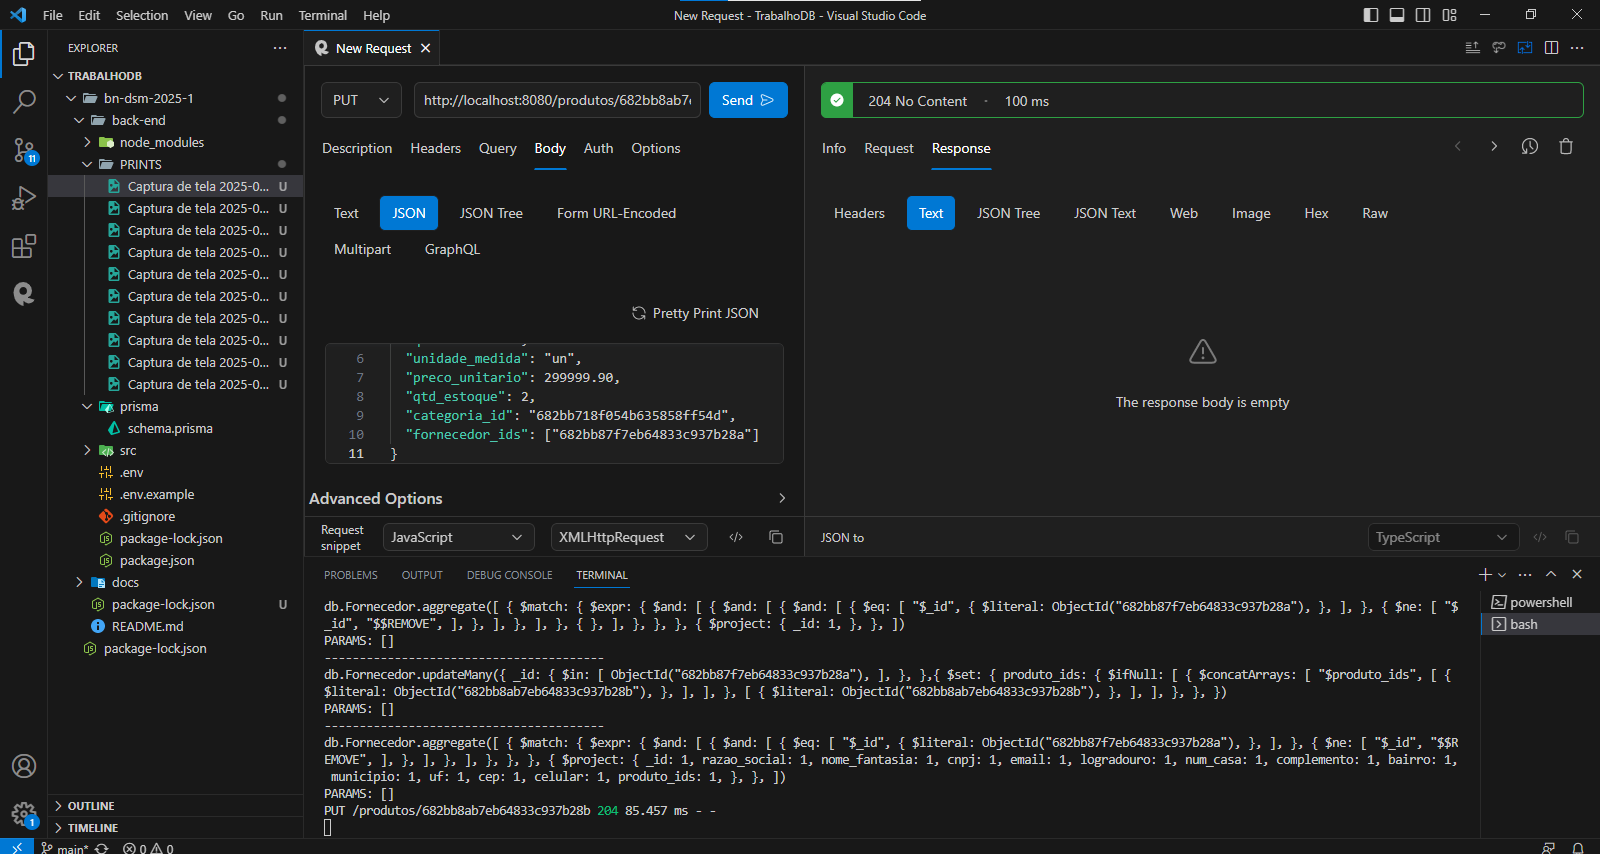 File Edit Selection View Go Run Terminal Help
New Request - TrabalhoDB - Visual Studio Code
EXPLORER
TRABALHODB
bn-dsm-2025-1
back-end
node_modules
PRINTS
Captura de tela 2025-0... U
Captura de tela 2025-0... U
Captura de tela 2025-0... U
Captura de tela 2025-0... U
Captura de tela 2025-0... U
Captura de tela 2025-0... U
Captura de tela 2025-0... U
Captura de tela 2025-0... U
Captura de tela 2025-0... U
Captura de tela 2025-0... U
prisma
schema.prisma
src
.env
.env.example
.gitignore
package-lock.json
package.json
docs
package-lock.json U
README.md
package-lock.json
OUTLINE
TIMELINE
11
1
main*
0 0
New Request
PUT
http://localhost:8080/produtos/682bb8ab7
Send
Description Headers Query Body Auth Options
Text JSON JSON Tree Form URL-Encoded
Multipart GraphQL
Pretty Print JSON
6 "unidade_medida": "un",
7 "preco_unitario": 299999.90,
8 "qtd_estoque": 2,
9 "categoria_id": "682bb718f054b635858ff54d",
10 "fornecedor_ids": ["682bb87f7eb64833c937b28a"]
11 }
Advanced Options
Request snippet
JavaScript
XMLHttpRequest
204 No Content · 100 ms
Info Request Response
Headers Text JSON Tree JSON Text Web Image Hex Raw
The response body is empty
JSON to
TypeScript
PROBLEMS OUTPUT DEBUG CONSOLE TERMINAL
powershell
bash
db.Fornecedor.aggregate([ { $match: { $expr: { $and: [ { $and: [ { $and: [ { $eq: [ "$_id", { $literal: ObjectId("682bb87f7eb64833c937b28a"), }, ], }, { $ne: [ "$
_id", "$$REMOVE", ], }, ], }, ], }, { }, ], }, }, }, { $project: { _id: 1, }, }, ])
PARAMS: []
----------------------------------------
db.Fornecedor.updateMany({ _id: { $in: [ ObjectId("682bb87f7eb64833c937b28a"), ], }, },{ $set: { produto_ids: { $ifNull: [ { $concatArrays: [ "$produto_ids", [ {
$literal: ObjectId("682bb8ab7eb64833c937b28b"), }, ], ], }, [ { $literal: ObjectId("682bb8ab7eb64833c937b28b"), }, ], ], }, }, })
PARAMS: []
----------------------------------------
db.Fornecedor.aggregate([ { $match: { $expr: { $and: [ { $and: [ { $eq: [ "$_id", { $literal: ObjectId("682bb87f7eb64833c937b28a"), }, ], }, { $ne: [ "$_id", "$$R
EMOVE", ], }, ], }, ], }, }, }, { $project: { _id: 1, razao_social: 1, nome_fantasia: 1, cnpj: 1, email: 1, logradouro: 1, num_casa: 1, complemento: 1, bairro: 1,
municipio: 1, uf: 1, cep: 1, celular: 1, produto_ids: 1, }, }, ])
PARAMS: []
PUT /produtos/682bb8ab7eb64833c937b28b 204 85.457 ms - -